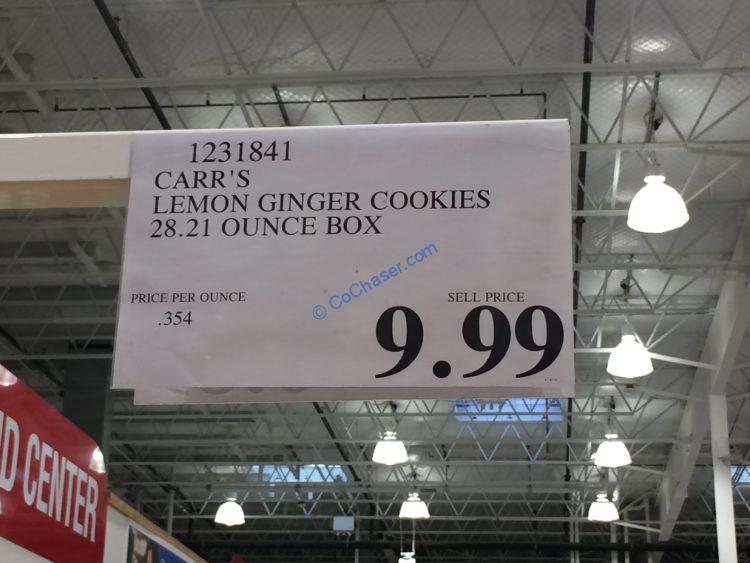 1231841
CARR'S
LEMON GINGER COOKIES
28.21 OUNCE BOX
© CoChaser.com
PRICE PER OUNCE
.354
SELL PRICE
9.99
D CENTER